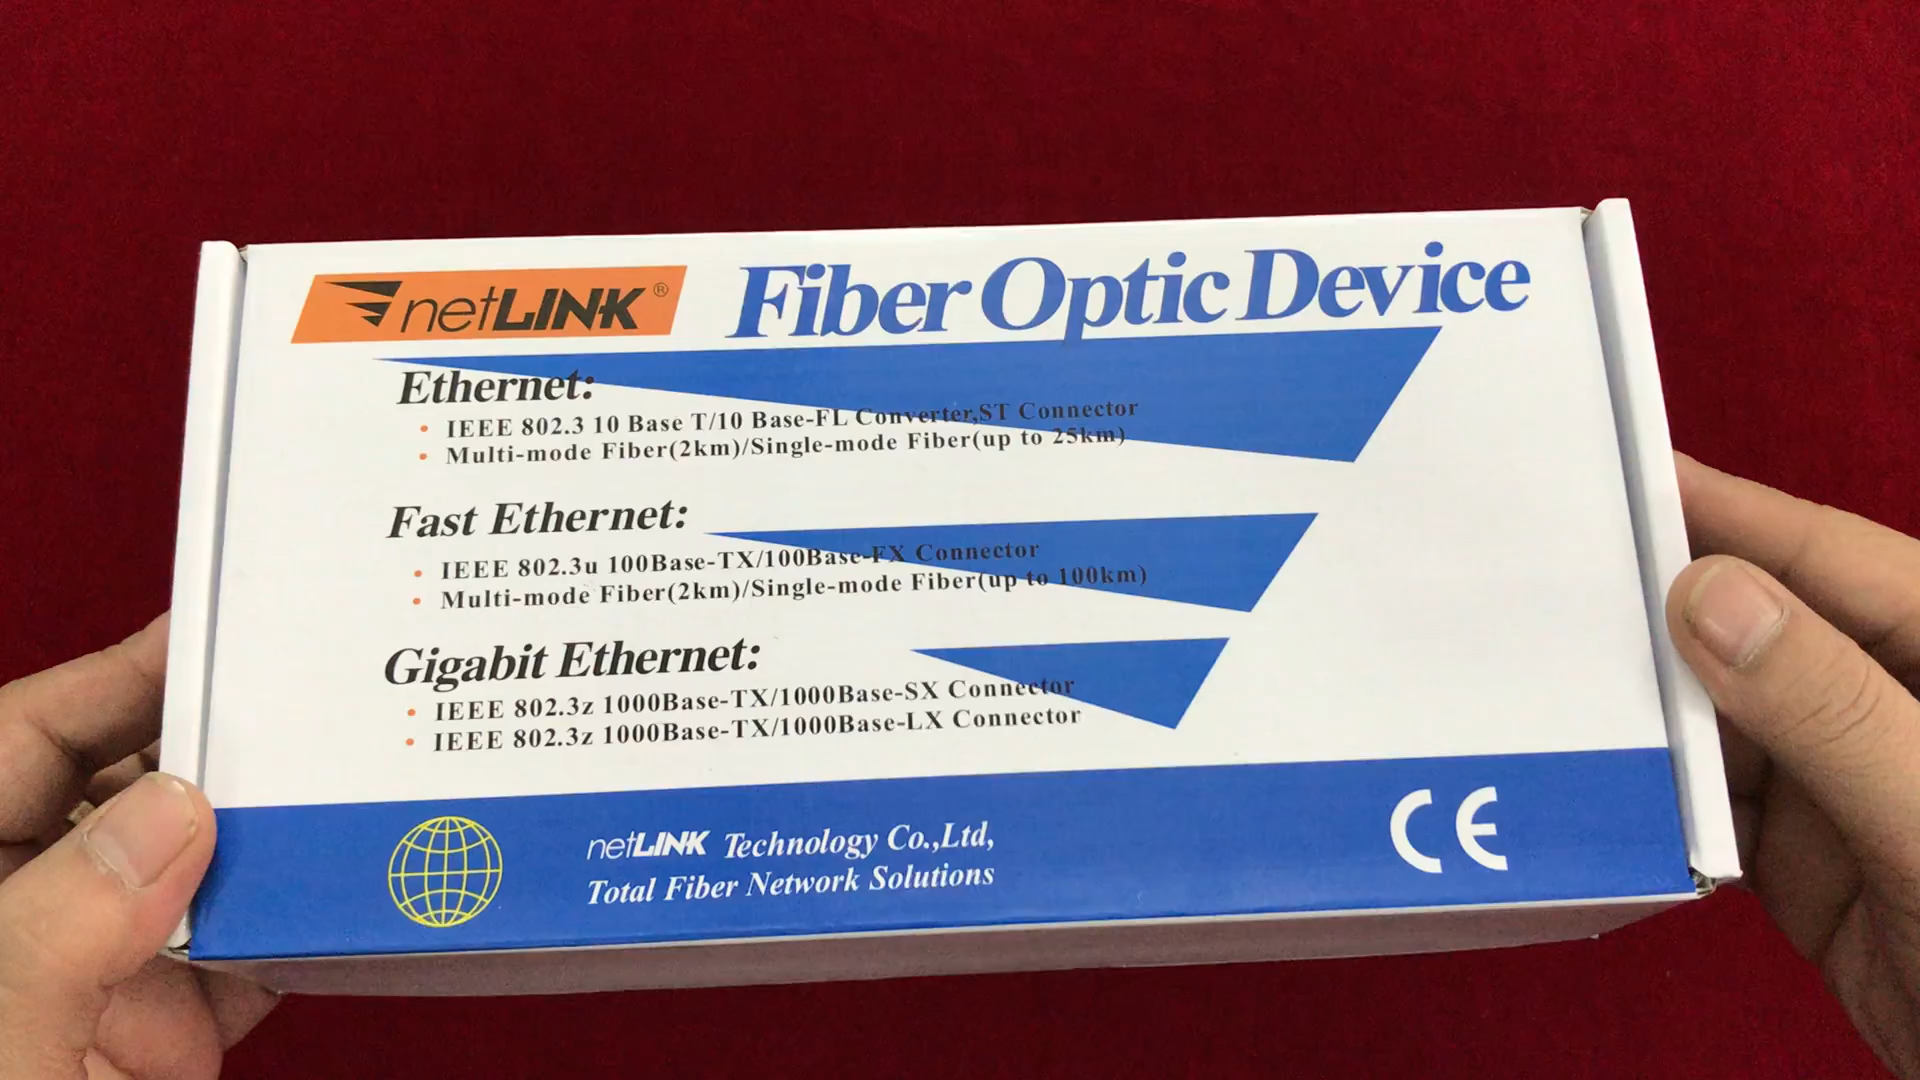 netLINK®
Fiber Optic Device
Ethernet:
• IEEE 802.3 10 Base T/10 Base-FL Converter,ST Connector
• Multi-mode Fiber(2km)/Single-mode Fiber(up to 25km)
Fast Ethernet:
• IEEE 802.3u 100Base-TX/100Base-FX Connector
• Multi-mode Fiber(2km)/Single-mode Fiber(up to 100km)
Gigabit Ethernet:
• IEEE 802.3z 1000Base-TX/1000Base-SX Connector
• IEEE 802.3z 1000Base-TX/1000Base-LX Connector
netLINK Technology Co.,Ltd,
Total Fiber Network Solutions
CE